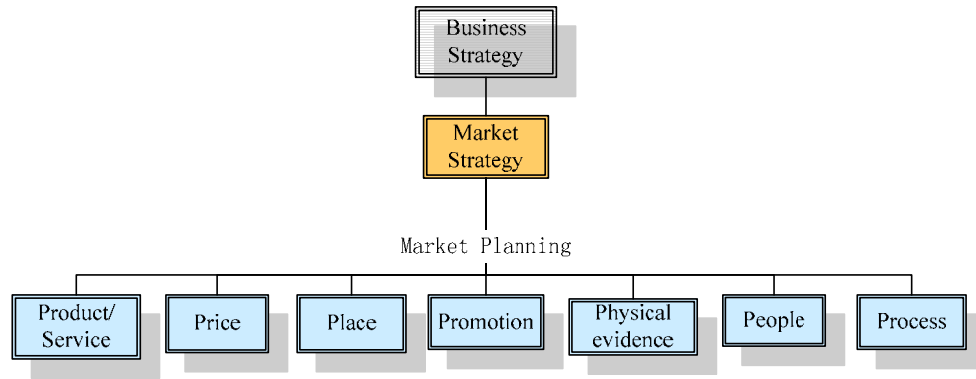 Business
Strategy
Market
Strategy
Market Planning
Product/
Service
Price
Place
Promotion
Physical
evidence
People
Process